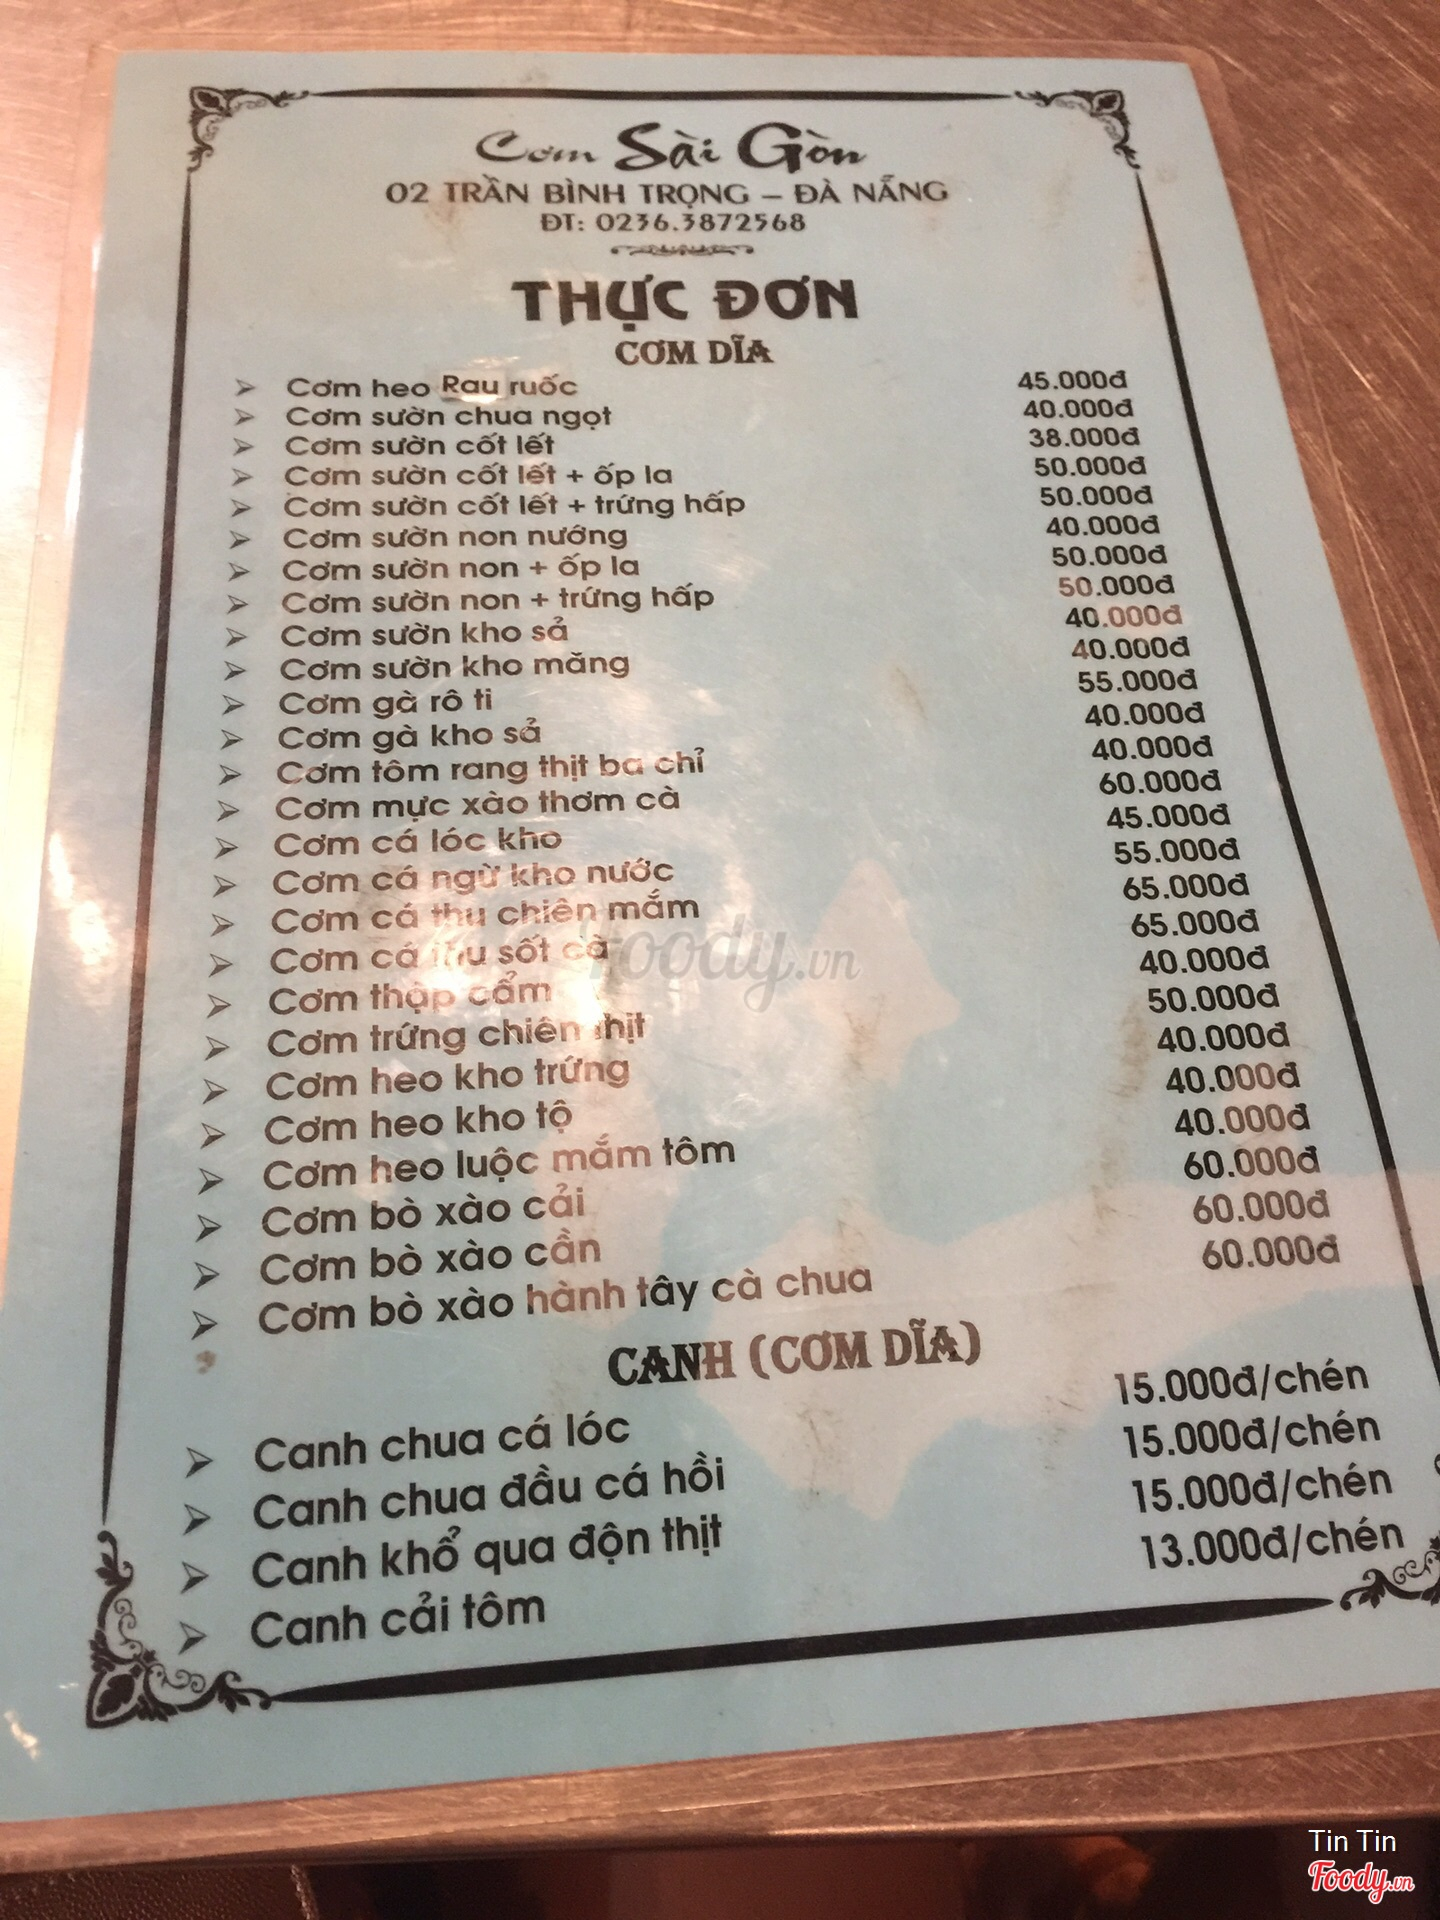 Cơm Sài Gòn
02 TRẦN BÌNH TRỌNG – ĐÀ NẴNG
ĐT: 0236.3872568
THỰC ĐƠN
CƠM DĨA
Cơm heo Rau ruốc 45.000đ
Cơm sườn chua ngọt 40.000đ
Cơm sườn cốt lết 38.000đ
Cơm sườn cốt lết + ốp la 50.000đ
Cơm sườn cốt lết + trứng hấp 50.000đ
Cơm sườn non nướng 40.000đ
Cơm sườn non + ốp la 50.000đ
Cơm sườn non + trứng hấp 50.000đ
Cơm sườn kho sả 40.000đ
Cơm sườn kho măng 40.000đ
Cơm gà rô ti 55.000đ
Cơm gà kho sả 40.000đ
Cơm tôm rang thịt ba chỉ 40.000đ
Cơm mực xào thơm cà 60.000đ
Cơm cá lóc kho 45.000đ
Cơm cá ngừ kho nước 55.000đ
Cơm cá thu chiên mắm 65.000đ
Cơm cá thu sốt cà 65.000đ
Cơm thập cẩm 40.000đ
Cơm trứng chiên thịt 50.000đ
Cơm heo kho trứng 40.000đ
Cơm heo kho tộ 40.000đ
Cơm heo luộc mắm tôm 40.000đ
Cơm bò xào cải 60.000đ
Cơm bò xào cần 60.000đ
Cơm bò xào hành tây cà chua 60.000đ
CANH (CƠM DĨA)
Canh chua cá lóc 15.000đ/chén
Canh chua đầu cá hồi 15.000đ/chén
Canh khổ qua độn thịt 15.000đ/chén
Canh cải tôm 13.000đ/chén
foody.vn
Tin Tin
Foody.vn